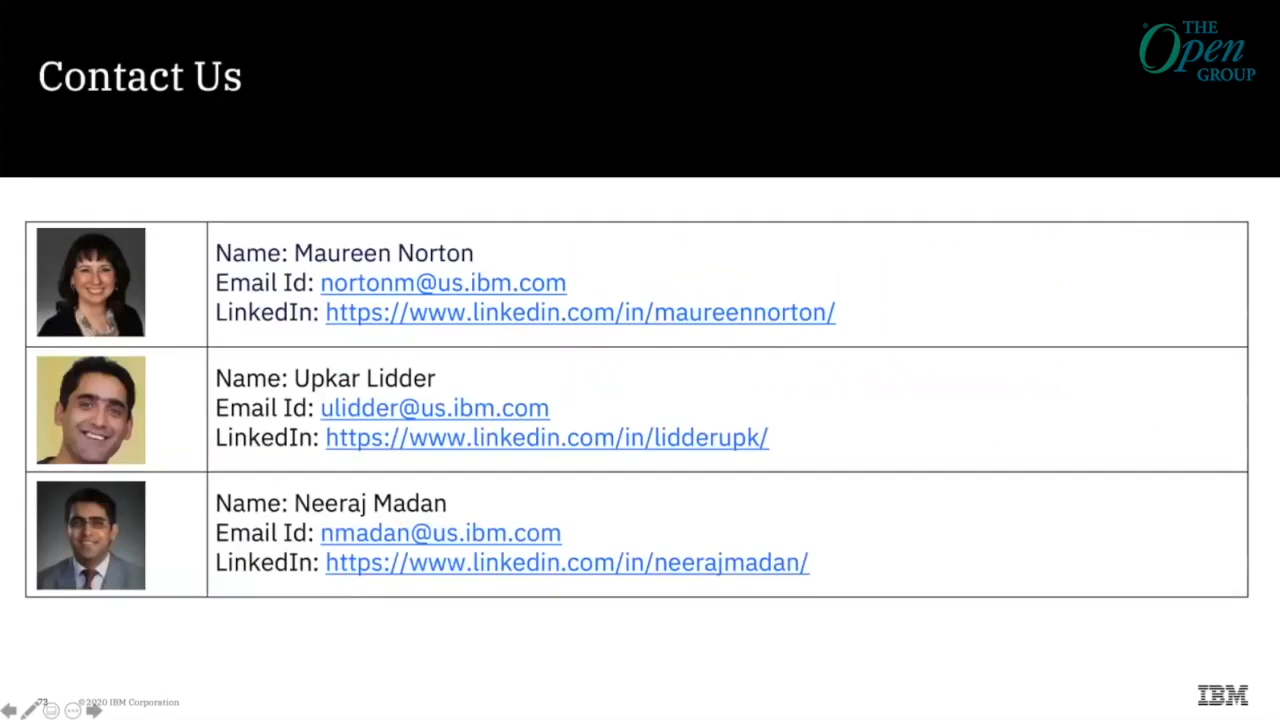 Contact Us
THE
Open
GROUP
Name: Maureen Norton
Email Id: nortonm@us.ibm.com
LinkedIn: https://www.linkedin.com/in/maureennorton/
Name: Upkar Lidder
Email Id: ulidder@us.ibm.com
LinkedIn: https://www.linkedin.com/in/lidderupk/
Name: Neeraj Madan
Email Id: nmadan@us.ibm.com
LinkedIn: https://www.linkedin.com/in/neerajmadan/
73
©2020 IBM Corporation
IBM